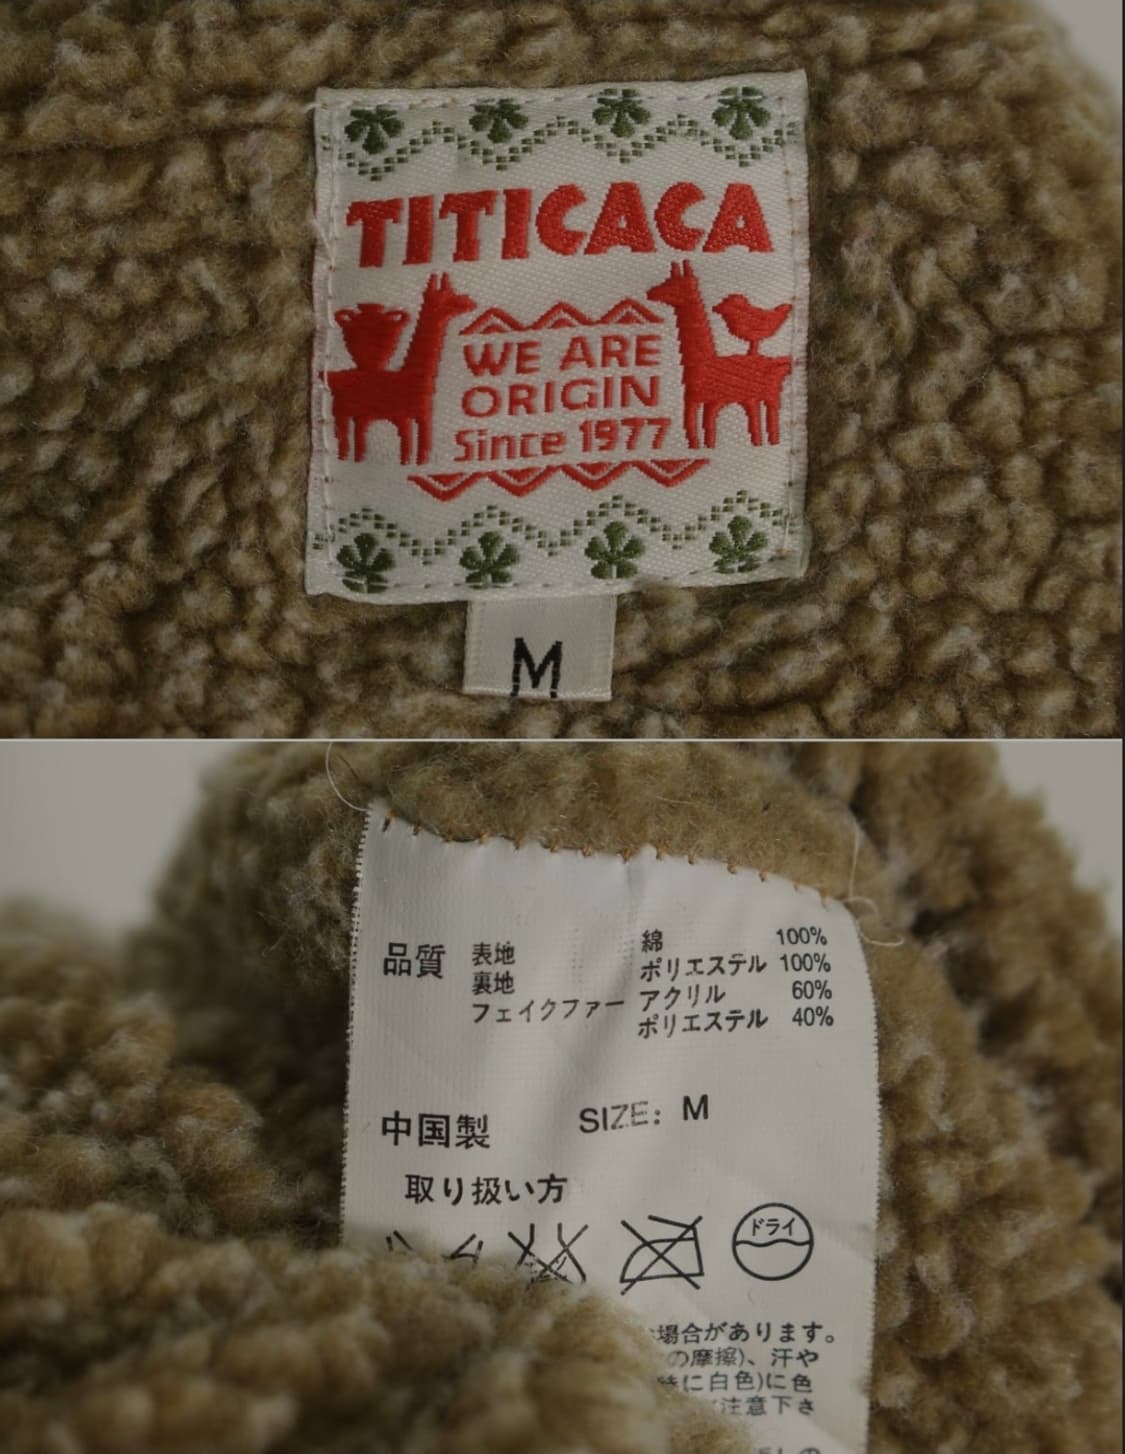 TITICACA
WE ARE
ORIGIN
Since 1977
M
品質 表地 綿 100%
裏地 ポリエステル 100%
フェイクファー アクリル 60%
ポリエステル 40%
中国製 SIZE: M
取り扱い方
ドライ
場合があります。
の摩擦)、汗や
特に白色)に色
注意下さ